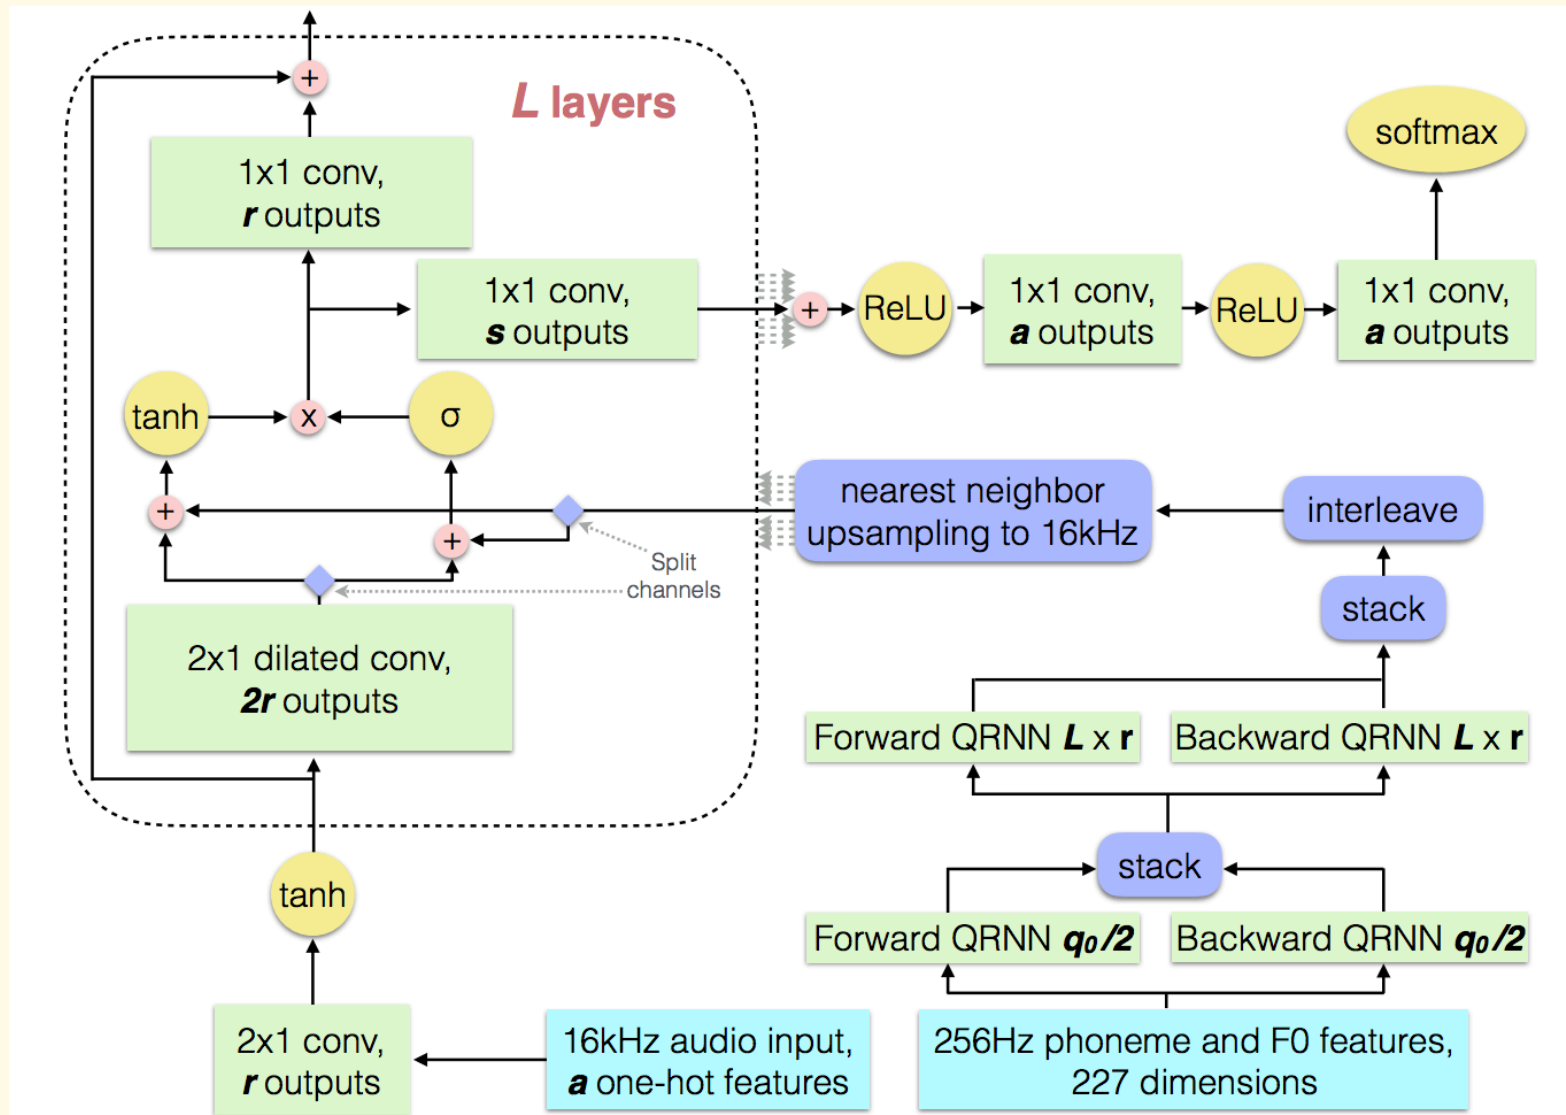 L layers
+
1x1 conv,
r outputs
softmax
1x1 conv,
s outputs
+
ReLU
1x1 conv,
a outputs
ReLU
1x1 conv,
a outputs
tanh
x
σ
+
+
Split
channels
nearest neighbor
upsampling to 16kHz
interleave
stack
2x1 dilated conv,
2r outputs
Forward QRNN L x r
Backward QRNN L x r
stack
tanh
Forward QRNN q₀/2
Backward QRNN q₀/2
2x1 conv,
r outputs
16kHz audio input,
a one-hot features
256Hz phoneme and F0 features,
227 dimensions